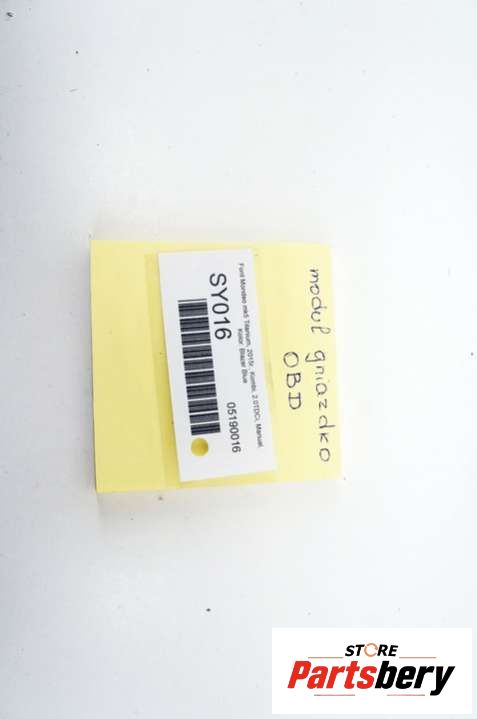 moduł gniazdko
OBD
Ford Mondeo mk5 Titanium, 2015r., Kombi, 2.0TDCi, Manual,
Kolor: Blazer Blue
SY016
05190016
STORE
Partsbery